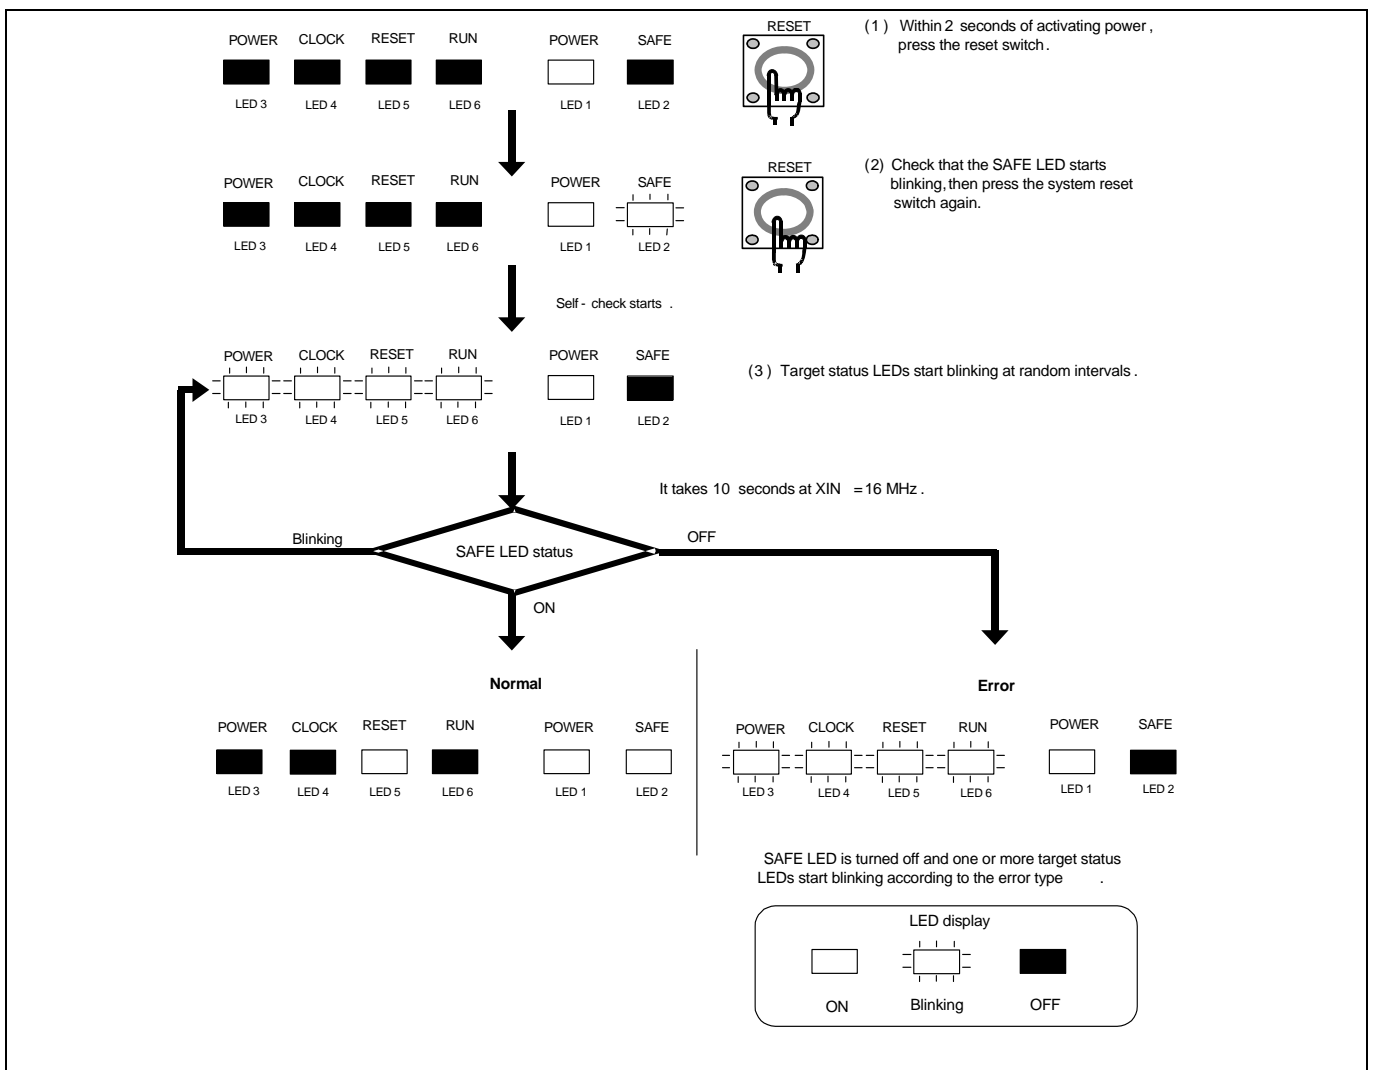 POWER CLOCK RESET RUN POWER SAFE RESET
LED 3 LED 4 LED 5 LED 6 LED 1 LED 2
(1) Within 2 seconds of activating power,
press the reset switch.
POWER CLOCK RESET RUN POWER SAFE RESET
LED 3 LED 4 LED 5 LED 6 LED 1 LED 2
(2) Check that the SAFE LED starts
blinking, then press the system reset
switch again.
Self - check starts .
POWER CLOCK RESET RUN POWER SAFE
LED 3 LED 4 LED 5 LED 6 LED 1 LED 2
(3) Target status LEDs start blinking at random intervals.
It takes 10 seconds at XIN = 16 MHz.
Blinking
SAFE LED status
OFF
ON
Normal
POWER CLOCK RESET RUN POWER SAFE
LED 3 LED 4 LED 5 LED 6 LED 1 LED 2
Error
POWER CLOCK RESET RUN POWER SAFE
LED 3 LED 4 LED 5 LED 6 LED 1 LED 2
SAFE LED is turned off and one or more target status
LEDs start blinking according to the error type .
LED display
ON Blinking OFF